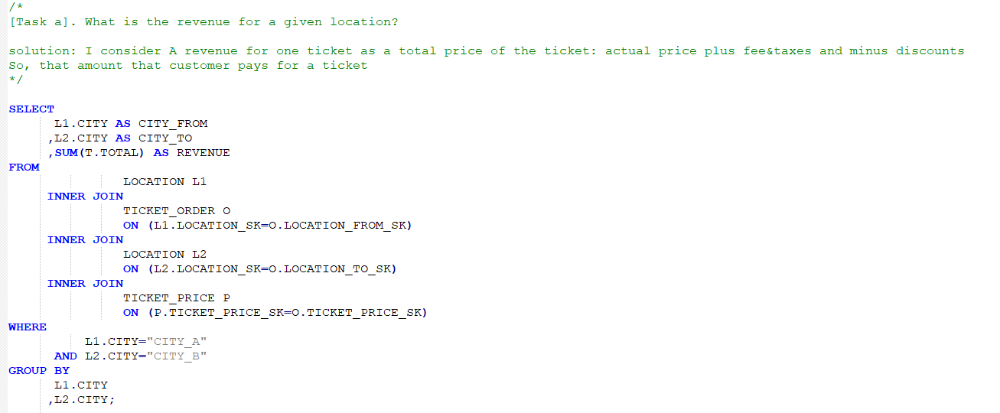 /*
[Task a]. What is the revenue for a given location?
solution: I consider A revenue for one ticket as a total price of the ticket: actual price plus fee&taxes and minus discounts
So, that amount that customer pays for a ticket
*/
SELECT
L1.CITY AS CITY_FROM
,L2.CITY AS CITY_TO
,SUM(T.TOTAL) AS REVENUE
FROM
LOCATION L1
INNER JOIN
TICKET_ORDER O
ON (L1.LOCATION_SK=O.LOCATION_FROM_SK)
INNER JOIN
LOCATION L2
ON (L2.LOCATION_SK=O.LOCATION_TO_SK)
INNER JOIN
TICKET_PRICE P
ON (P.TICKET_PRICE_SK=O.TICKET_PRICE_SK)
WHERE
L1.CITY="CITY_A"
AND L2.CITY="CITY_B"
GROUP BY
L1.CITY
,L2.CITY;